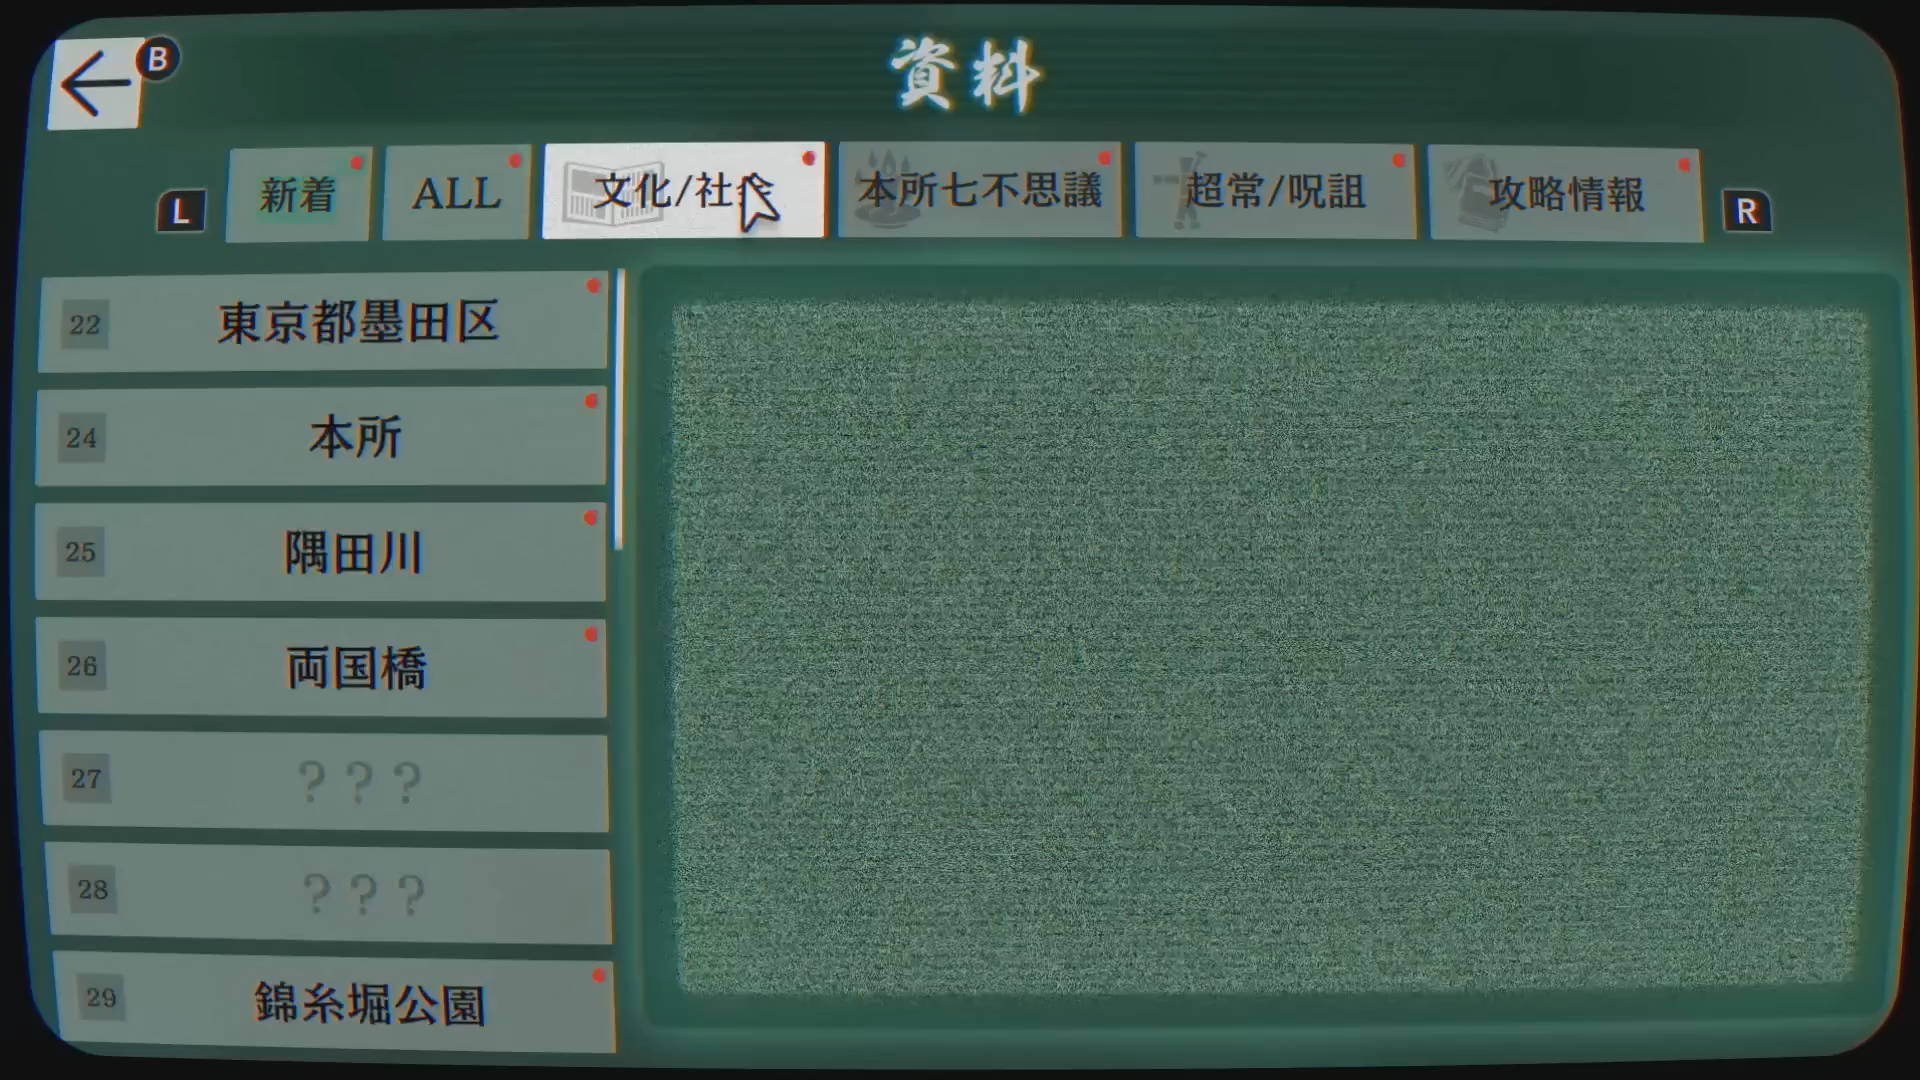 B
資料
L
新着
ALL
文化/社会
本所七不思議
超常/呪詛
攻略情報
R
22 東京都墨田区
24 本所
25 隅田川
26 両国橋
27 ？？？
28 ？？？
29 錦糸堀公園